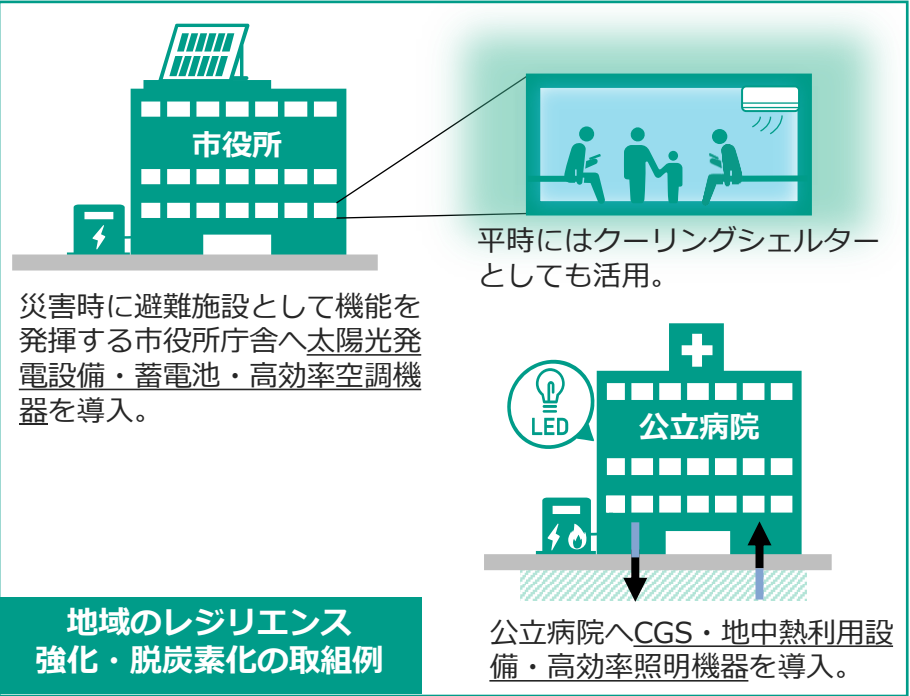 市役所
平時にはクーリングシェルター
としても活用。
災害時に避難施設として機能を
発揮する市役所庁舎へ太陽光発
電設備・蓄電池・高効率空調機
器を導入。
LED
公立病院
公立病院へCGS・地中熱利用設
備・高効率照明機器を導入。
地域のレジリエンス
強化・脱炭素化の取組例